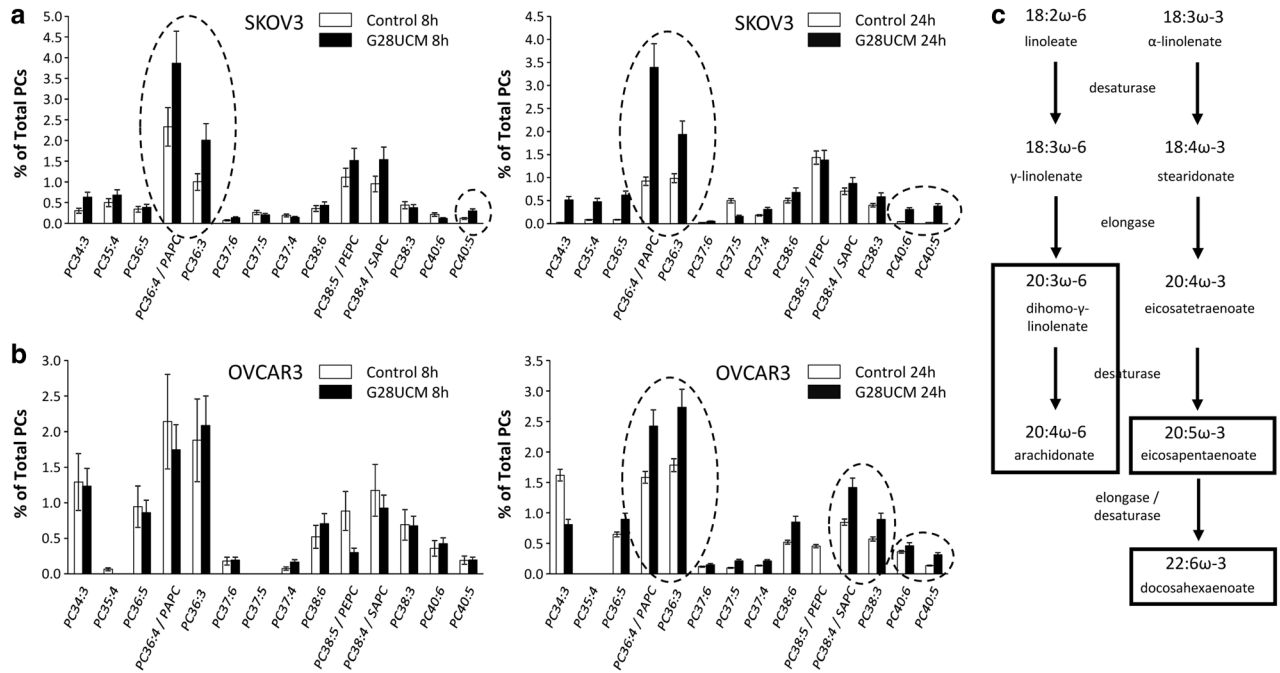 a
SKOV3
Control 8h
G28UCM 8h
% of Total PCs
5.0
4.5
4.0
3.5
3.0
2.5
2.0
1.5
1.0
0.5
0.0
PC34:3
PC35:4
PC36:5
PC36:4 / PAPC
PC36:3
PC37:6
PC37:5
PC37:4
PC38:6
PC38:5 / PEPC
PC38:4 / SAPC
PC38:3
PC40:6
PC40:5
SKOV3
Control 24h
G28UCM 24h
% of Total PCs
4.5
4.0
3.5
3.0
2.5
2.0
1.5
1.0
0.5
0.0
PC34:3
PC35:4
PC36:5
PC36:4 / PAPC
PC36:3
PC37:6
PC37:5
PC37:4
PC38:6
PC38:5 / PEPC
PC38:4 / SAPC
PC38:3
PC40:6
PC40:5
b
OVCAR3
Control 8h
G28UCM 8h
% of Total PCs
3.0
2.5
2.0
1.5
1.0
0.5
0.0
PC34:3
PC35:4
PC36:5
PC36:4 / PAPC
PC36:3
PC37:6
PC37:5
PC37:4
PC38:6
PC38:5 / PEPC
PC38:4 / SAPC
PC38:3
PC40:6
PC40:5
OVCAR3
Control 24h
G28UCM 24h
% of Total PCs
3.5
3.0
2.5
2.0
1.5
1.0
0.5
0.0
PC34:3
PC35:4
PC36:5
PC36:4 / PAPC
PC36:3
PC37:6
PC37:5
PC37:4
PC38:6
PC38:5 / PEPC
PC38:4 / SAPC
PC38:3
PC40:6
PC40:5
c
18:2ω-6
linoleate
18:3ω-3
α-linolenate
desaturase
18:3ω-6
γ-linolenate
18:4ω-3
stearidonate
elongase
20:3ω-6
dihomo-γ-
linolenate
20:4ω-3
eicosatetraenoate
desaturase
20:4ω-6
arachidonate
20:5ω-3
eicosapentaenoate
elongase /
desaturase
22:6ω-3
docosahexaenoate